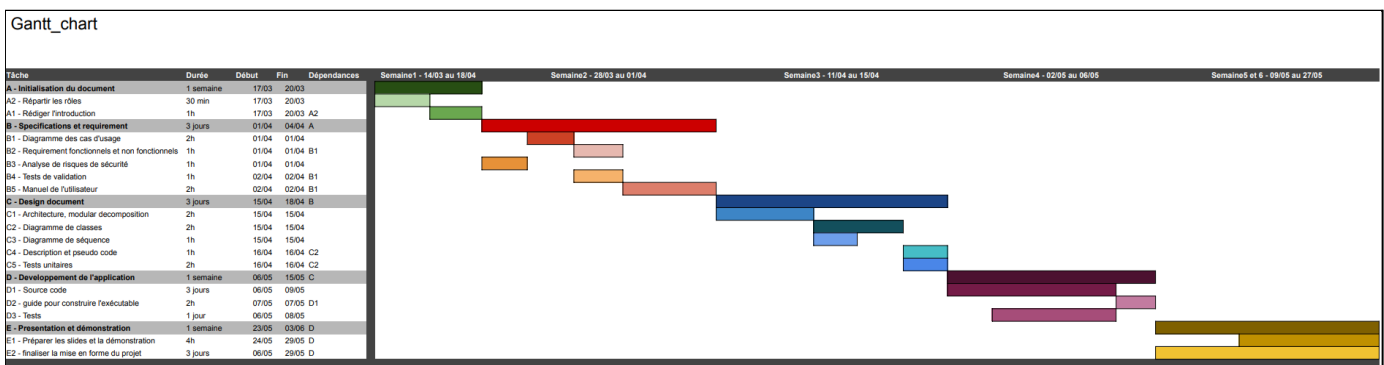 Gantt_chart
Tâche Durée Début Fin Dépendances Semaine1 - 14/03 au 18/04 Semaine2 - 28/03 au 01/04 Semaine3 - 11/04 au 15/04 Semaine4 - 02/05 au 06/05 Semaine5 et 6 - 09/05 au 27/05
A - Initialisation du document 1 semaine 17/03 20/03
A2 - Répartir les rôles 30 min 17/03 20/03
A1 - Rédiger l'introduction 1h 17/03 20/03 A2
B - Specifications et requirement 3 jours 01/04 04/04 A
B1 - Diagramme des cas d'usage 2h 01/04 01/04
B2 - Requirement fonctionnels et non fonctionnels 1h 01/04 01/04 B1
B3 - Analyse de risques de sécurité 1h 01/04 01/04
B4 - Tests de validation 1h 02/04 02/04 B1
B5 - Manuel de l'utilisateur 2h 02/04 02/04 B1
C - Design document 3 jours 15/04 18/04 B
C1 - Architecture, modular decomposition 2h 15/04 15/04
C2 - Diagramme de classes 2h 15/04 15/04
C3 - Diagramme de séquence 1h 15/04 15/04
C4 - Description et pseudo code 1h 16/04 16/04 C2
C5 - Tests unitaires 2h 16/04 16/04 C2
D - Developpement de l'application 1 semaine 06/05 15/05 C
D1 - Source code 3 jours 06/05 09/05
D2 - guide pour construire l'exécutable 2h 07/05 07/05 D1
D3 - Tests 1 jour 06/05 08/05
E - Presentation et démonstration 1 semaine 23/05 03/06 D
E1 - Préparer les slides et la démonstration 4h 24/05 29/05 D
E2 - finaliser la mise en forme du projet 3 jours 06/05 29/05 D